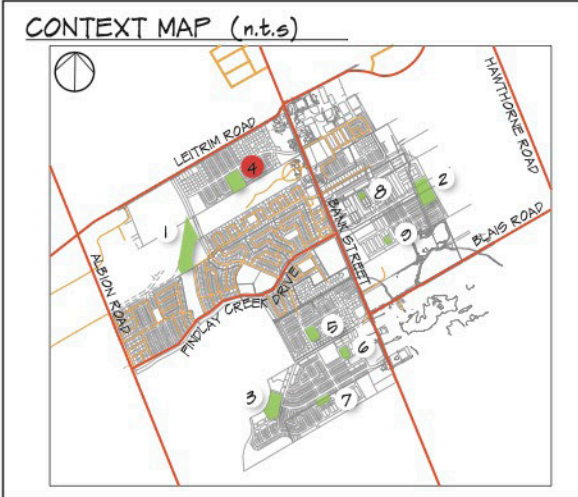 CONTEXT MAP (n.t.s)
HAWTHORNE ROAD
LEITRIM ROAD
4
2
8
1
BANK STREET
9
BLAIS ROAD
ALBION ROAD
FINDLAY CREEK DRIVE
5
6
3
7